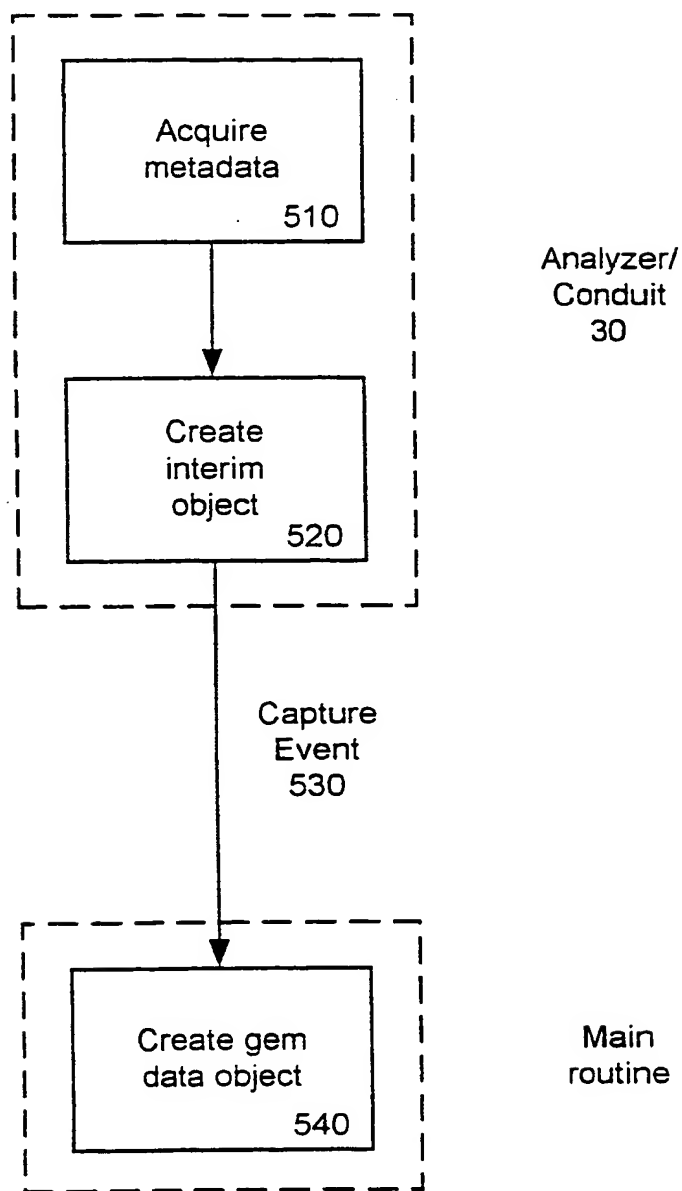 Acquire
metadata
510
Analyzer/
Conduit
30
Create
interim
object
520
Capture
Event
530
Create gem
data object
540
Main
routine